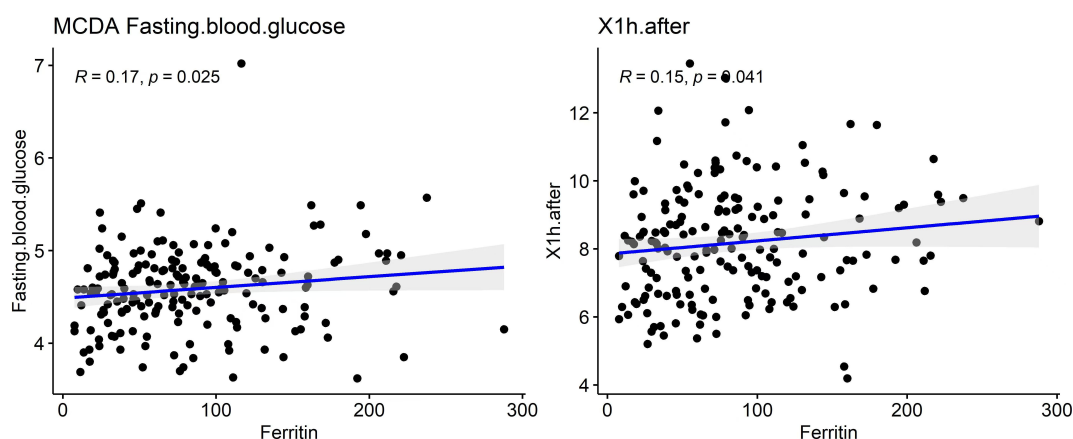 MCDA Fasting.blood.glucose
R = 0.17, p = 0.025
7
6
5
4
Fasting.blood.glucose
0 100 200 300
Ferritin
X1h.after
R = 0.15, p = 0.041
12
10
8
6
4
X1h.after
0 100 200 300
Ferritin